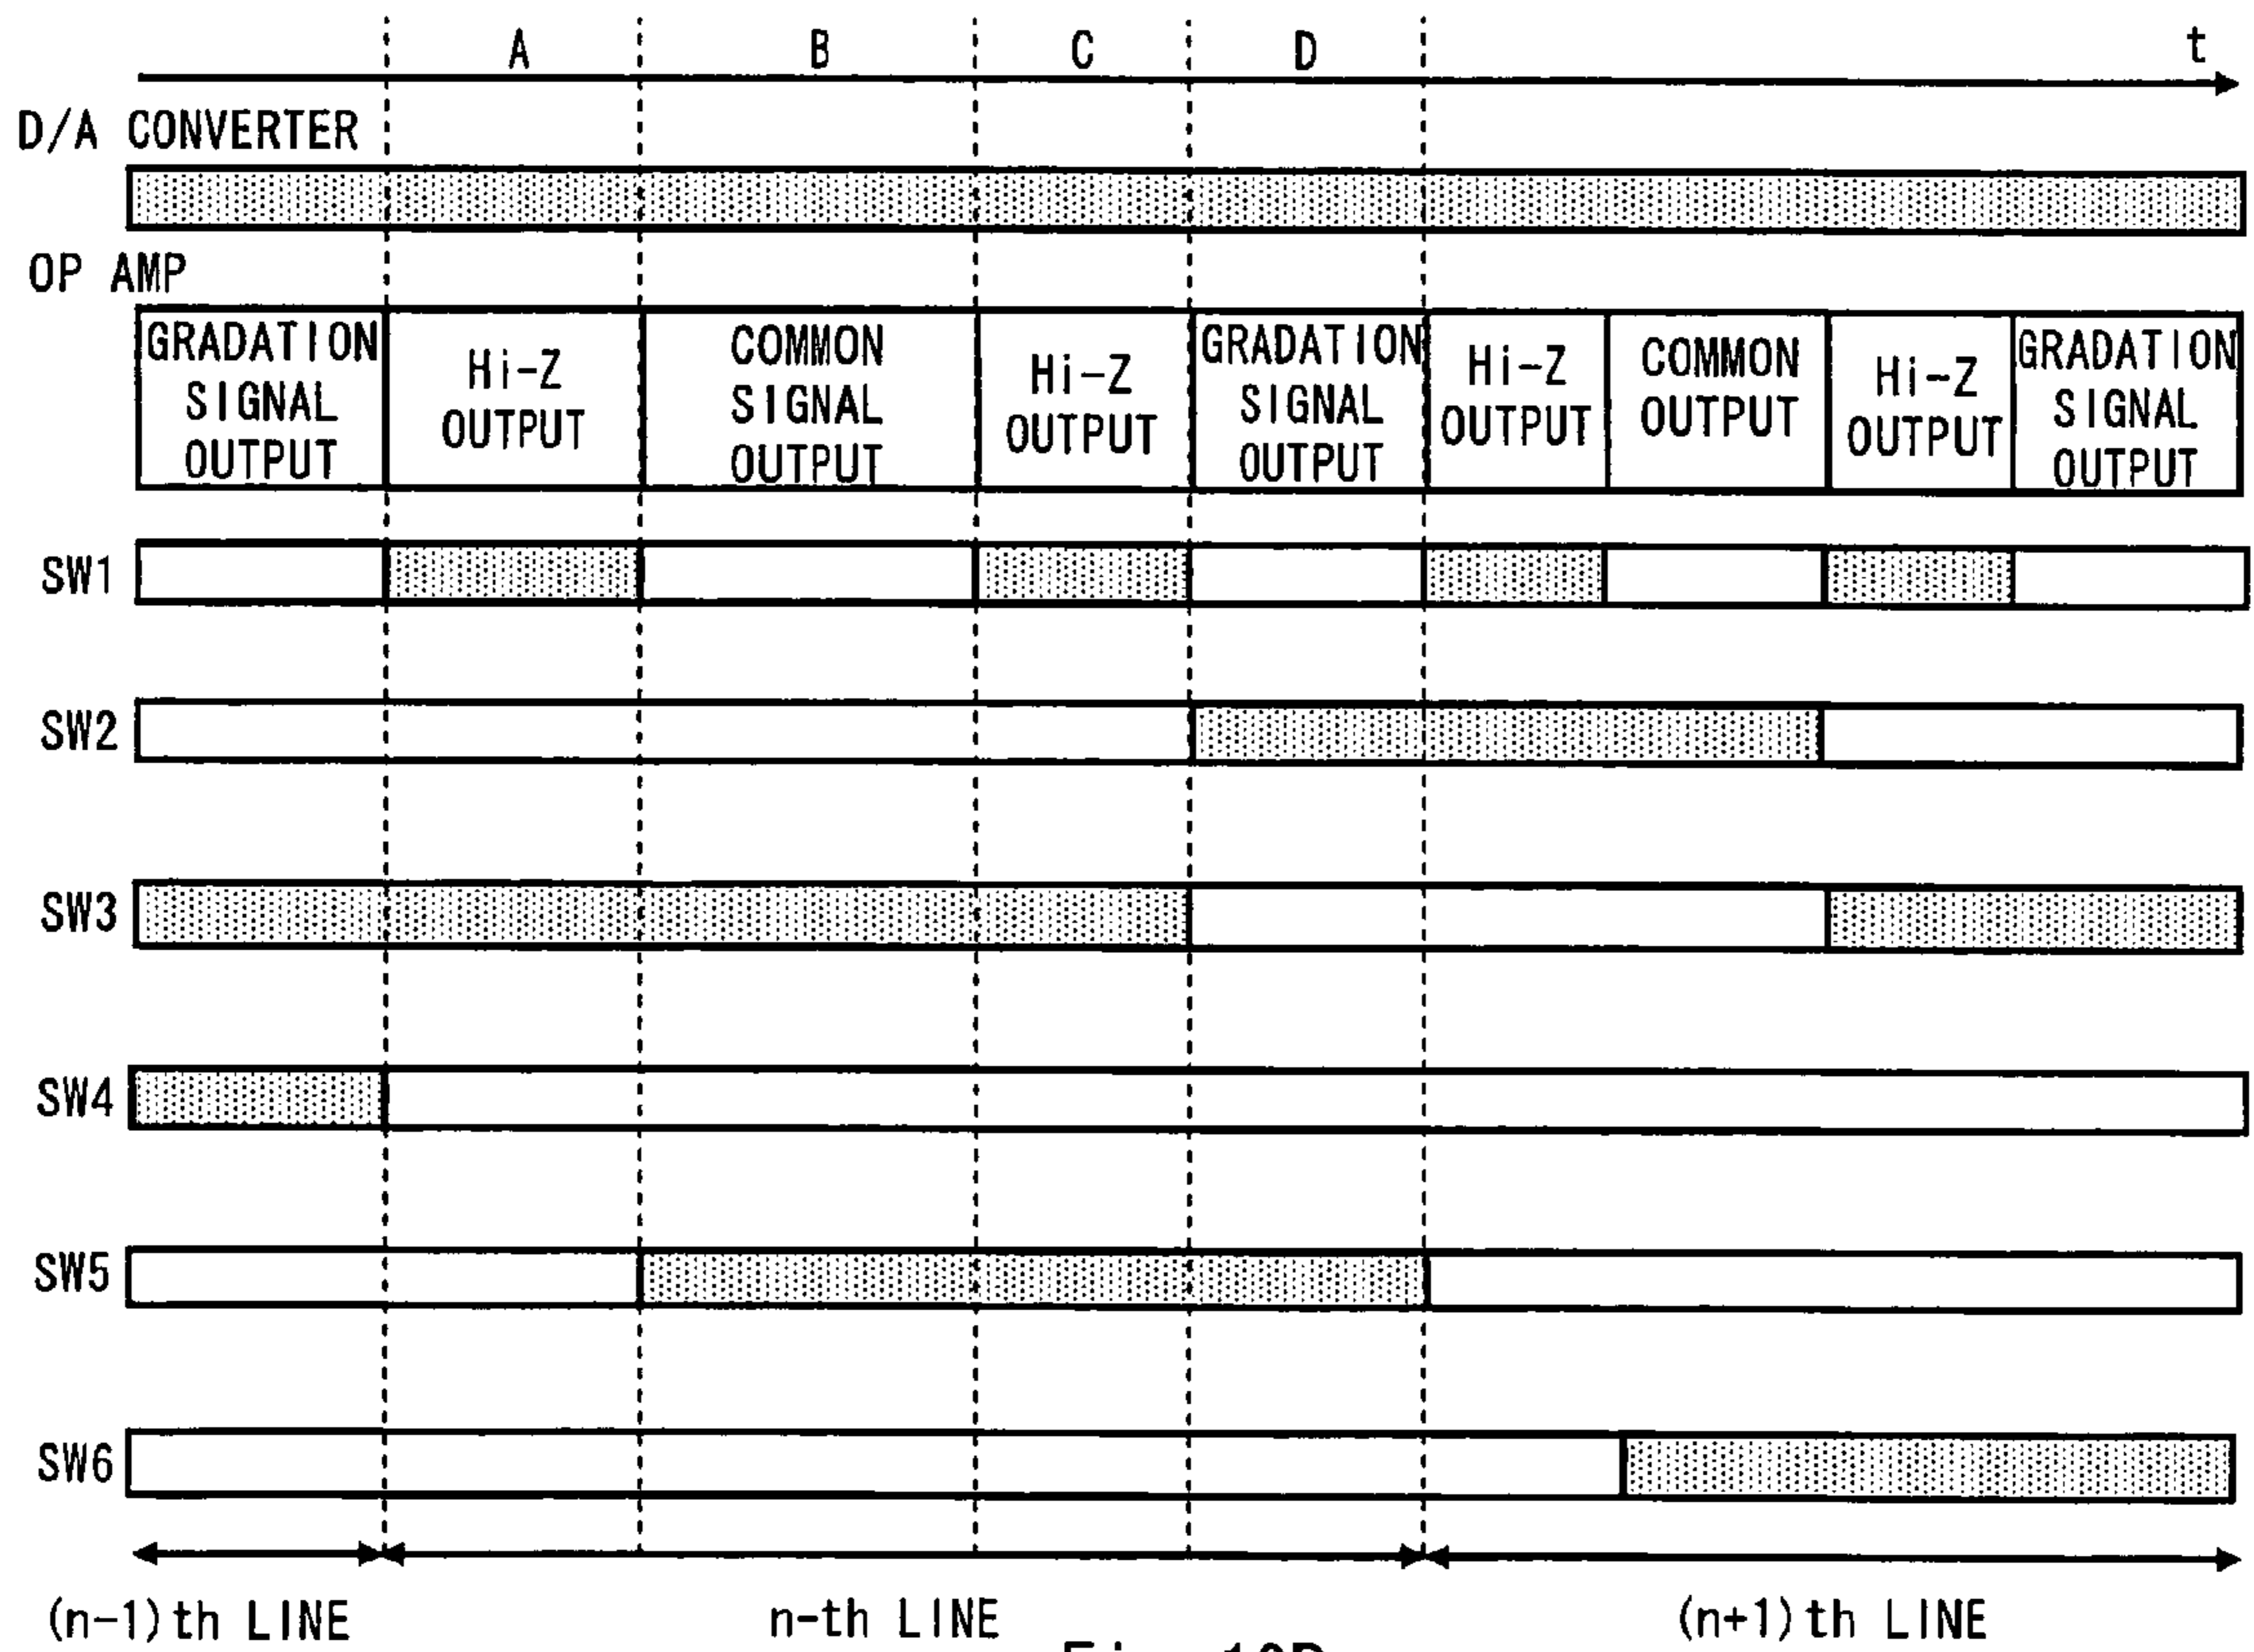 A B C D t
D/A CONVERTER
OP AMP
GRADATION
SIGNAL
OUTPUT
Hi-Z
OUTPUT
COMMON
SIGNAL
OUTPUT
Hi-Z
OUTPUT
GRADATION
SIGNAL
OUTPUT
Hi-Z
OUTPUT
COMMON
OUTPUT
Hi-Z
OUTPUT
GRADATION
SIGNAL
OUTPUT
SW1
SW2
SW3
SW4
SW5
SW6
(n-1)th LINE n-th LINE (n+1)th LINE